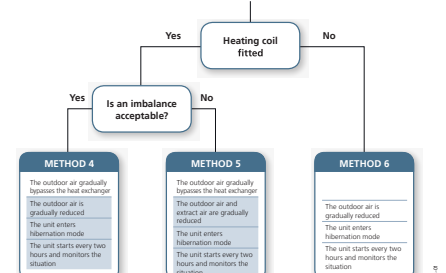 Yes
Heating coil
fitted
No
Yes
Is an imbalance
acceptable?
No
METHOD 4
The outdoor air gradually
bypasses the heat exchanger
The outdoor air is
gradually reduced
The unit enters
hibernation mode
The unit starts every two
hours and monitors the
situation
METHOD 5
The outdoor air gradually
bypasses the heat exchanger
The outdoor air and
extract air are gradually
reduced
The unit enters
hibernation mode
The unit starts every two
hours and monitors the
situation
METHOD 6
The outdoor air is
gradually reduced
The unit enters
hibernation mode
The unit starts every two
hours and monitors the
situation